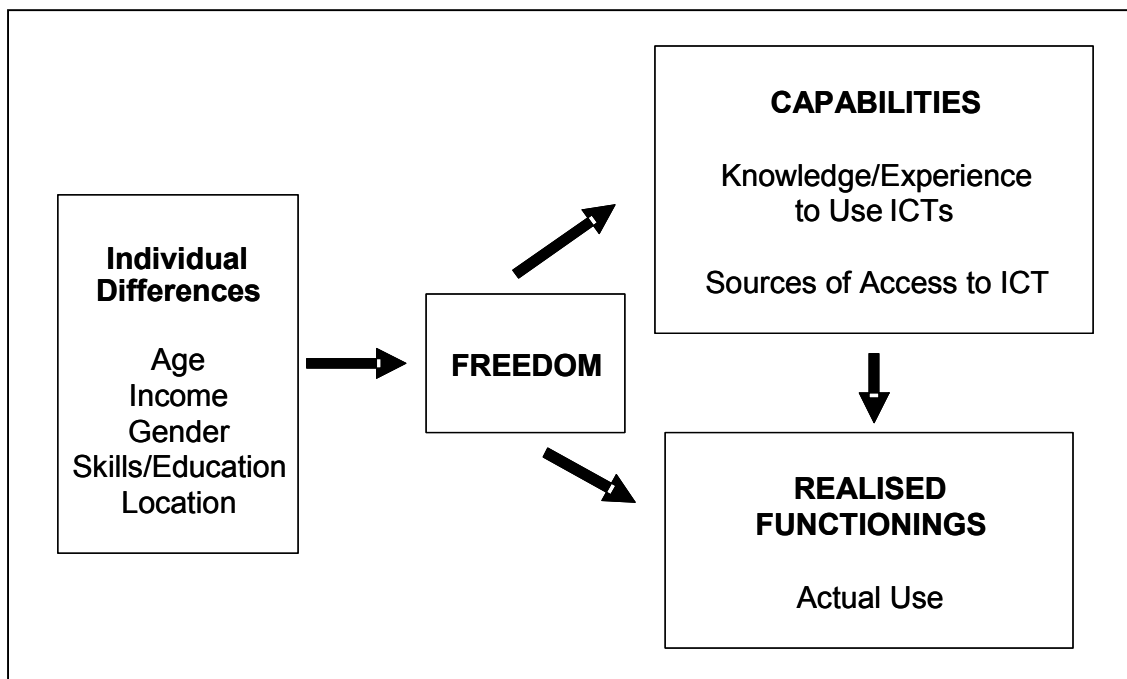 Individual
Differences
Age
Income
Gender
Skills/Education
Location
FREEDOM
CAPABILITIES
Knowledge/Experience
to Use ICTs
Sources of Access to ICT
REALISED
FUNCTIONINGS
Actual Use